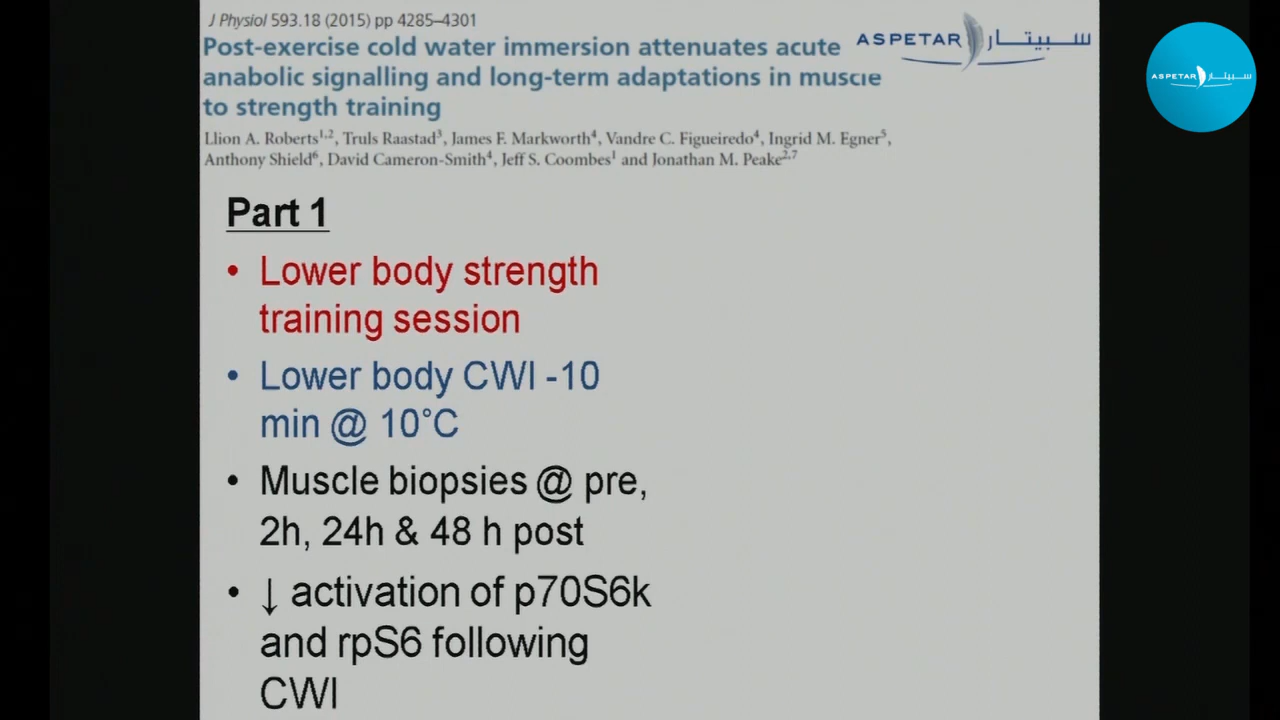 J Physiol 593.18 (2015) pp 4285–4301
Post-exercise cold water immersion attenuates acute
anabolic signalling and long-term adaptations in muscle
to strength training
Llion A. Roberts1,2, Truls Raastad3, James F. Markworth4, Vandre C. Figueiredo4, Ingrid M. Egner5,
Anthony Shield6, David Cameron-Smith4, Jeff S. Coombes1 and Jonathan M. Peake2,7
ASPETAR سبيتار
ASPETAR سبيتار
Part 1
• Lower body strength
training session
• Lower body CWI -10
min @ 10°C
• Muscle biopsies @ pre,
2h, 24h & 48 h post
• ↓ activation of p70S6k
and rpS6 following
CWI